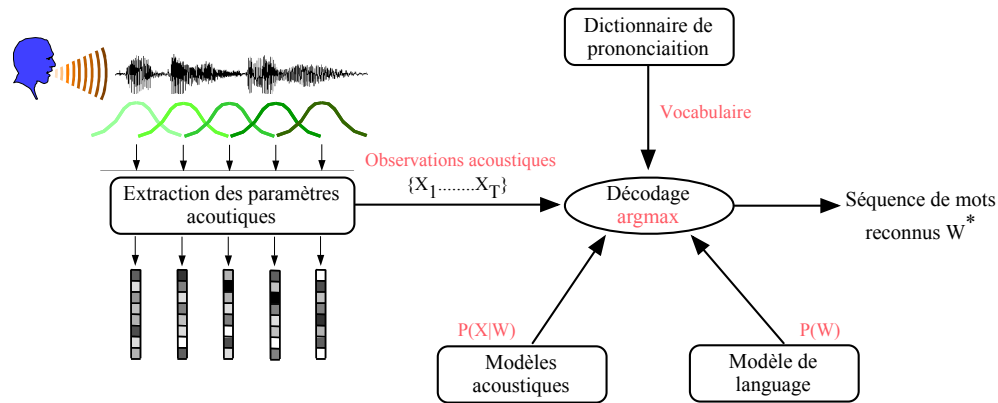 Dictionnaire de
prononciaition
Vocabulaire
Observations acoustiques
{X1........XT}
Extraction des paramètres
acoutiques
Décodage
argmax
Séquence de mots
reconnus W*
P(X|W)
P(W)
Modèles
acoustiques
Modèle de
language